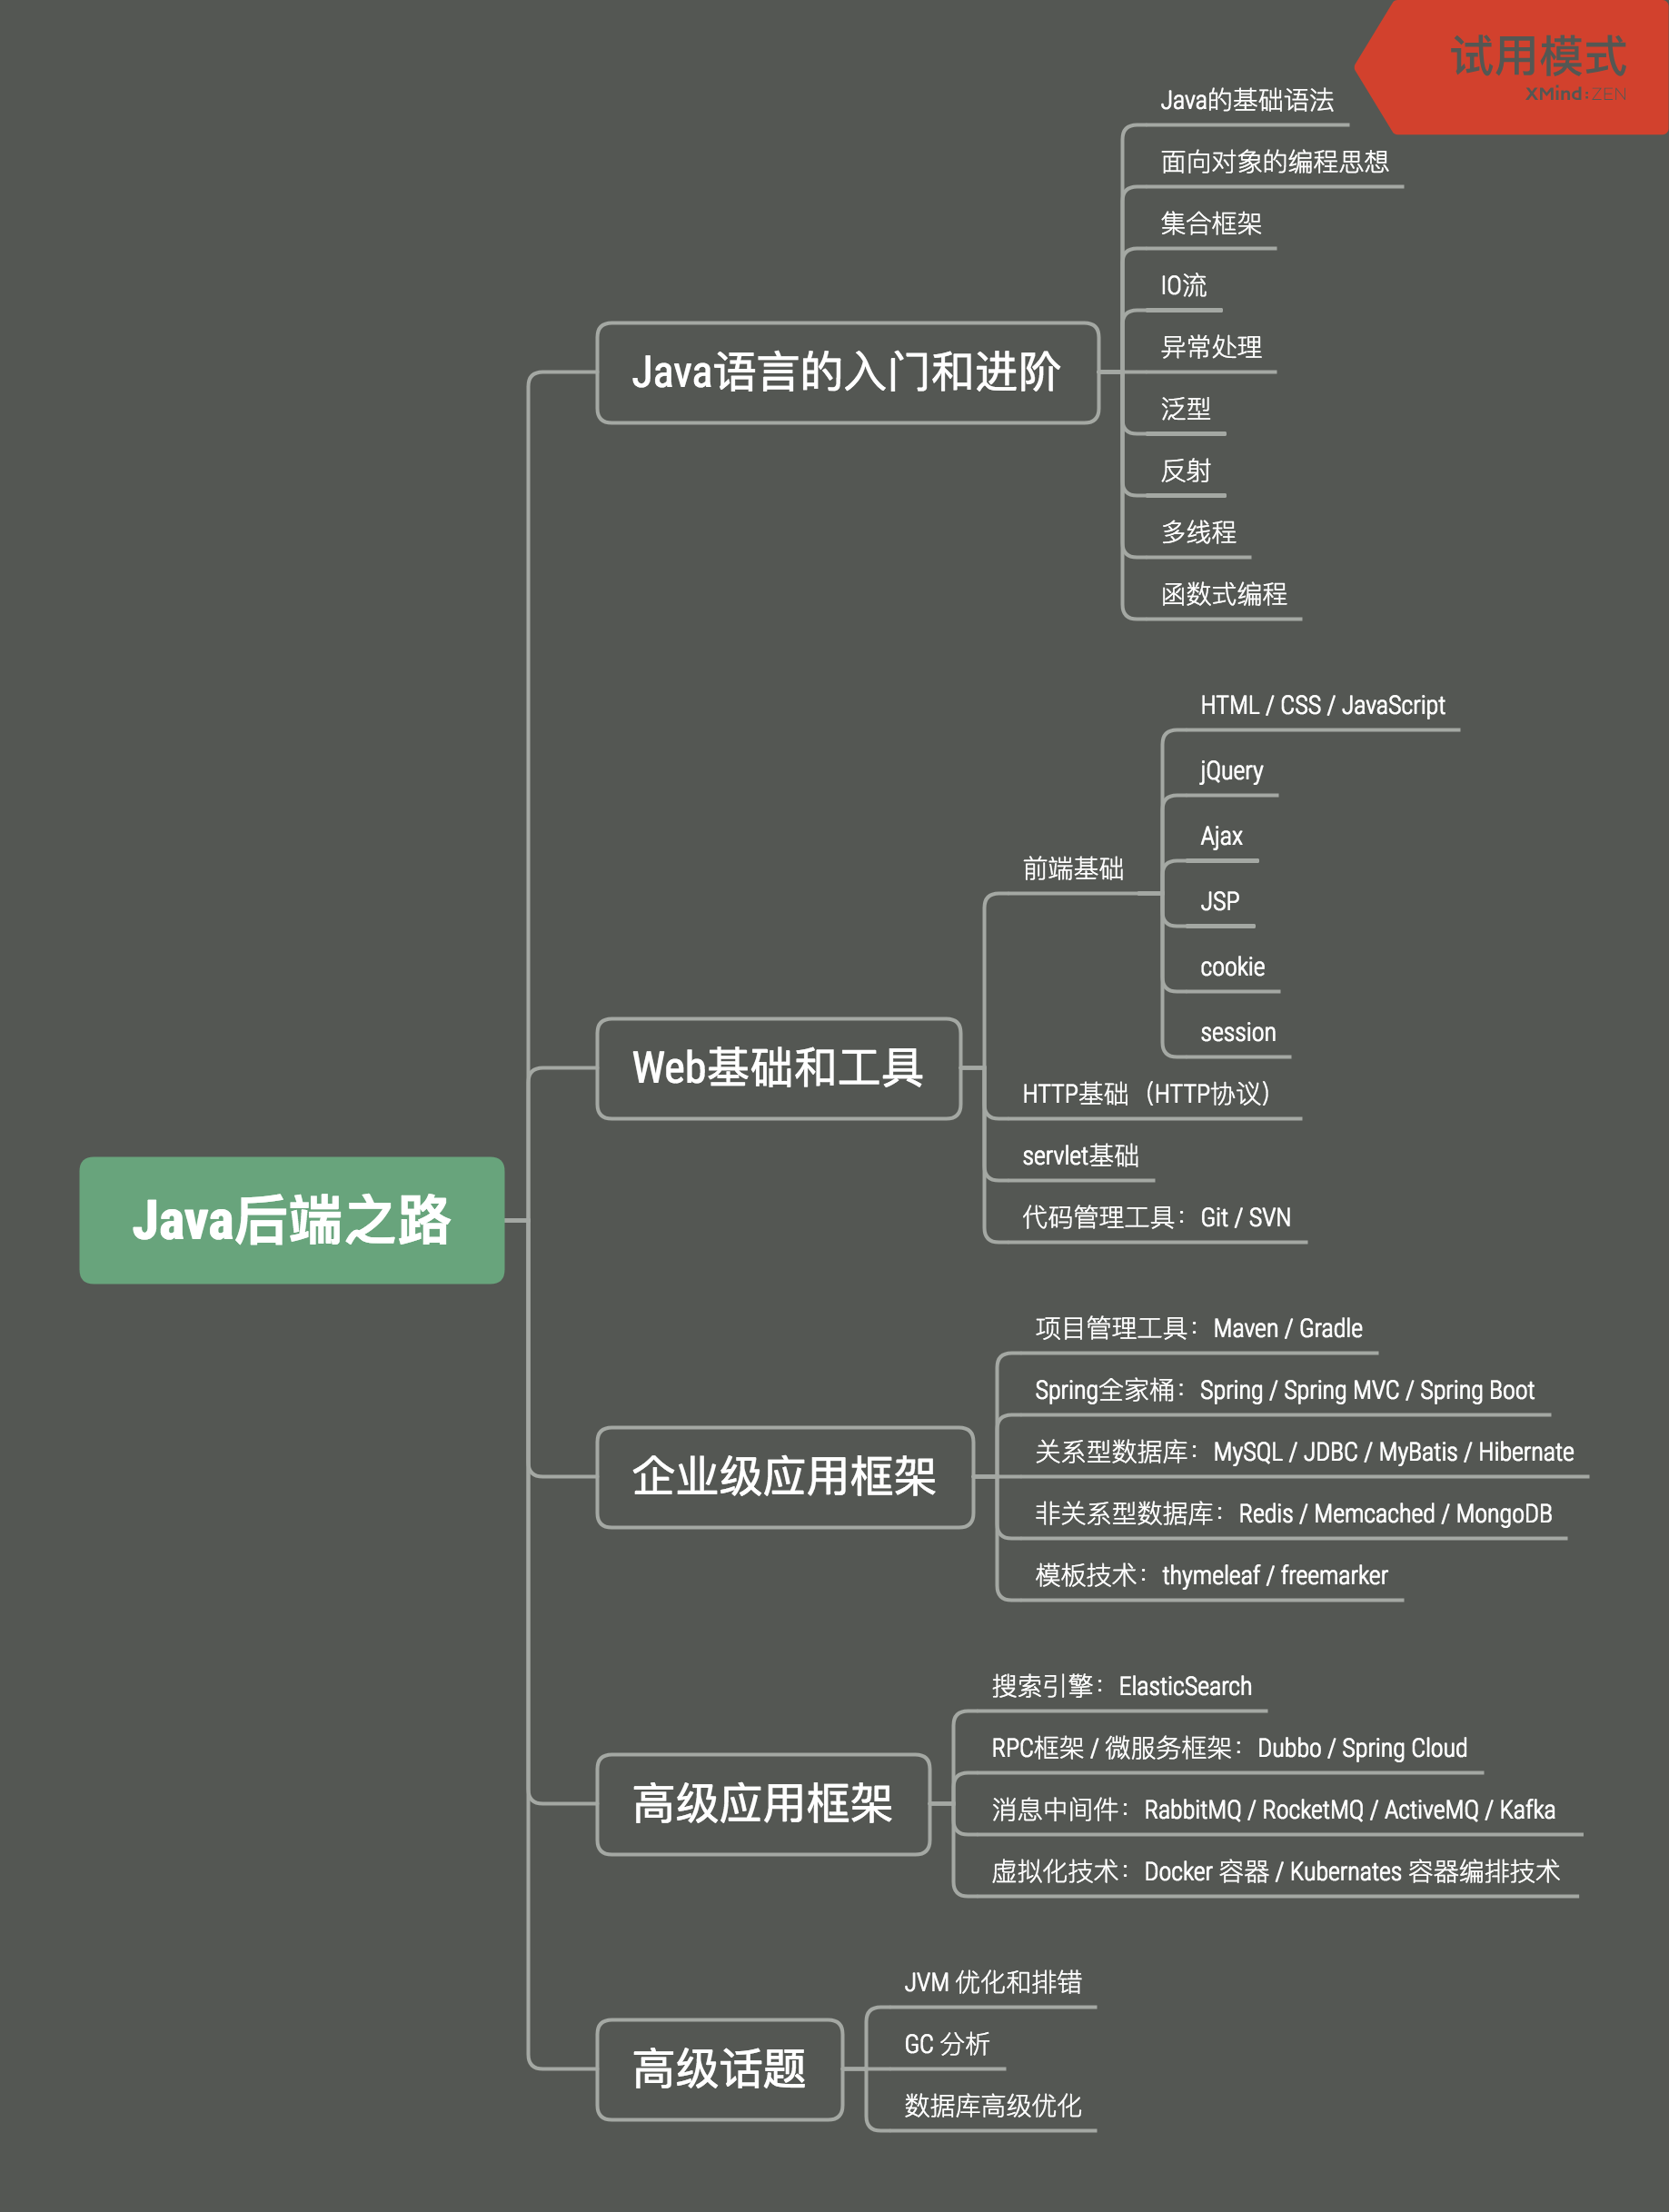 试用模式
XMind:ZEN
Java后端之路
Java语言的入门和进阶
Java的基础语法
面向对象的编程思想
集合框架
IO流
异常处理
泛型
反射
多线程
函数式编程
Web基础和工具
前端基础
HTML / CSS / JavaScript
jQuery
Ajax
JSP
cookie
session
HTTP基础（HTTP协议）
servlet基础
代码管理工具：Git / SVN
企业级应用框架
项目管理工具：Maven / Gradle
Spring全家桶：Spring / Spring MVC / Spring Boot
关系型数据库：MySQL / JDBC / MyBatis / Hibernate
非关系型数据库：Redis / Memcached / MongoDB
模板技术：thymeleaf / freemarker
高级应用框架
搜索引擎：ElasticSearch
RPC框架 / 微服务框架：Dubbo / Spring Cloud
消息中间件：RabbitMQ / RocketMQ / ActiveMQ / Kafka
虚拟化技术：Docker 容器 / Kubernates 容器编排技术
高级话题
JVM 优化和排错
GC 分析
数据库高级优化